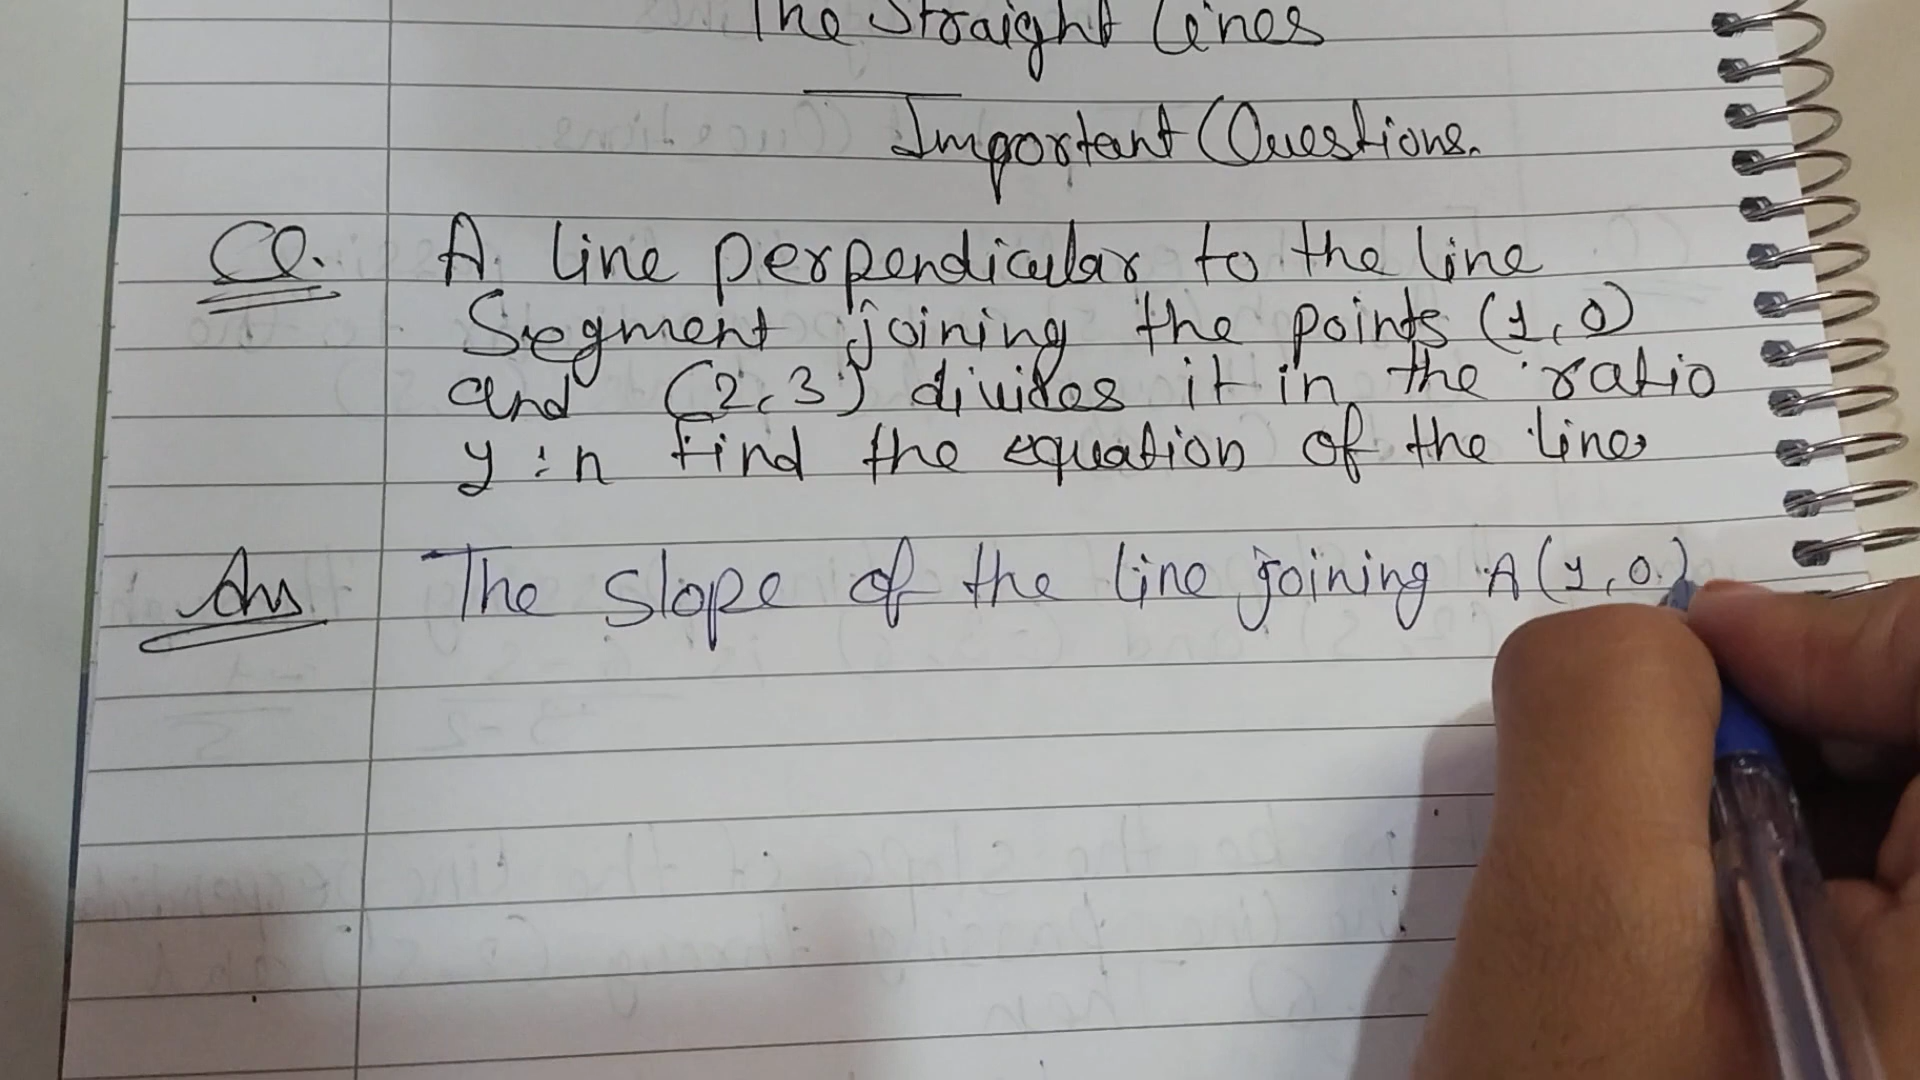 The Straight Lines
Important Questions.
Q. A line perpendicular to the line
Segment joining the points (1, 0)
and (2, 3) divides it in the ratio
1 : n Find the equation of the line.
Ans The slope of the line joining A (1, 0)